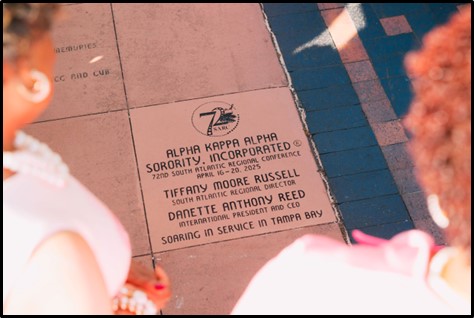 MEMORIES
CC AND CVR
72
SARC
ALPHA KAPPA ALPHA
SORORITY, INCORPORATED®
72ND SOUTH ATLANTIC REGIONAL CONFERENCE
APRIL 16-20, 2025
TIFFANY MOORE RUSSELL
SOUTH ATLANTIC REGIONAL DIRECTOR
DANETTE ANTHONY REED
INTERNATIONAL PRESIDENT AND CEO
SOARING IN SERVICE IN TAMPA BAY